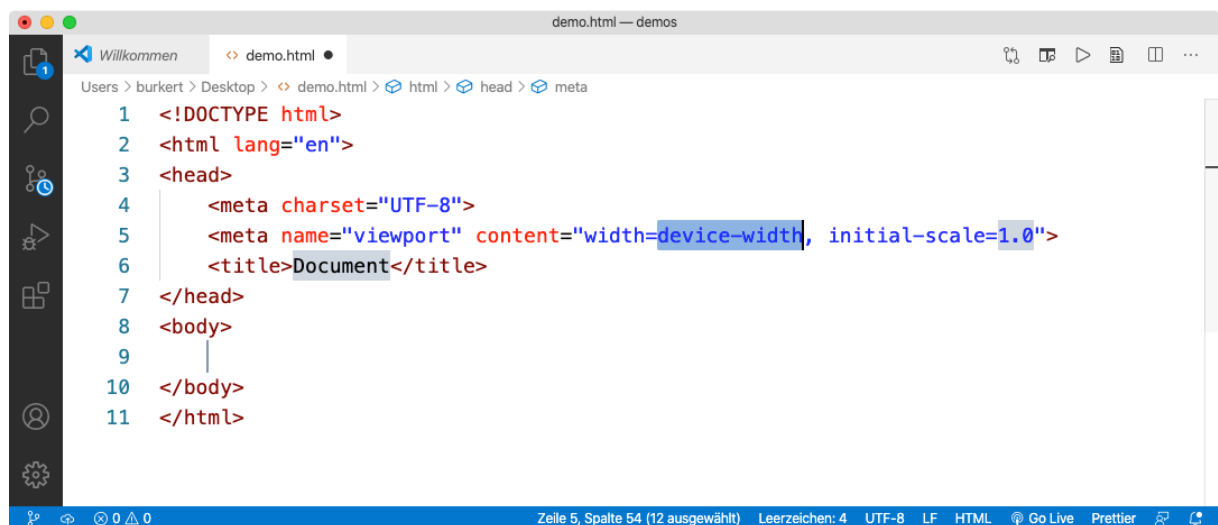 demo.html — demos
Willkommen <> demo.html ●
Users > burkert > Desktop > <> demo.html > html > head > meta
1 <!DOCTYPE html>
2 <html lang="en">
3 <head>
4 <meta charset="UTF-8">
5 <meta name="viewport" content="width=device-width, initial-scale=1.0">
6 <title>Document</title>
7 </head>
8 <body>
9
10 </body>
11 </html>
1
0 0 Zeile 5, Spalte 54 (12 ausgewählt) Leerzeichen: 4 UTF-8 LF HTML Go Live Prettier